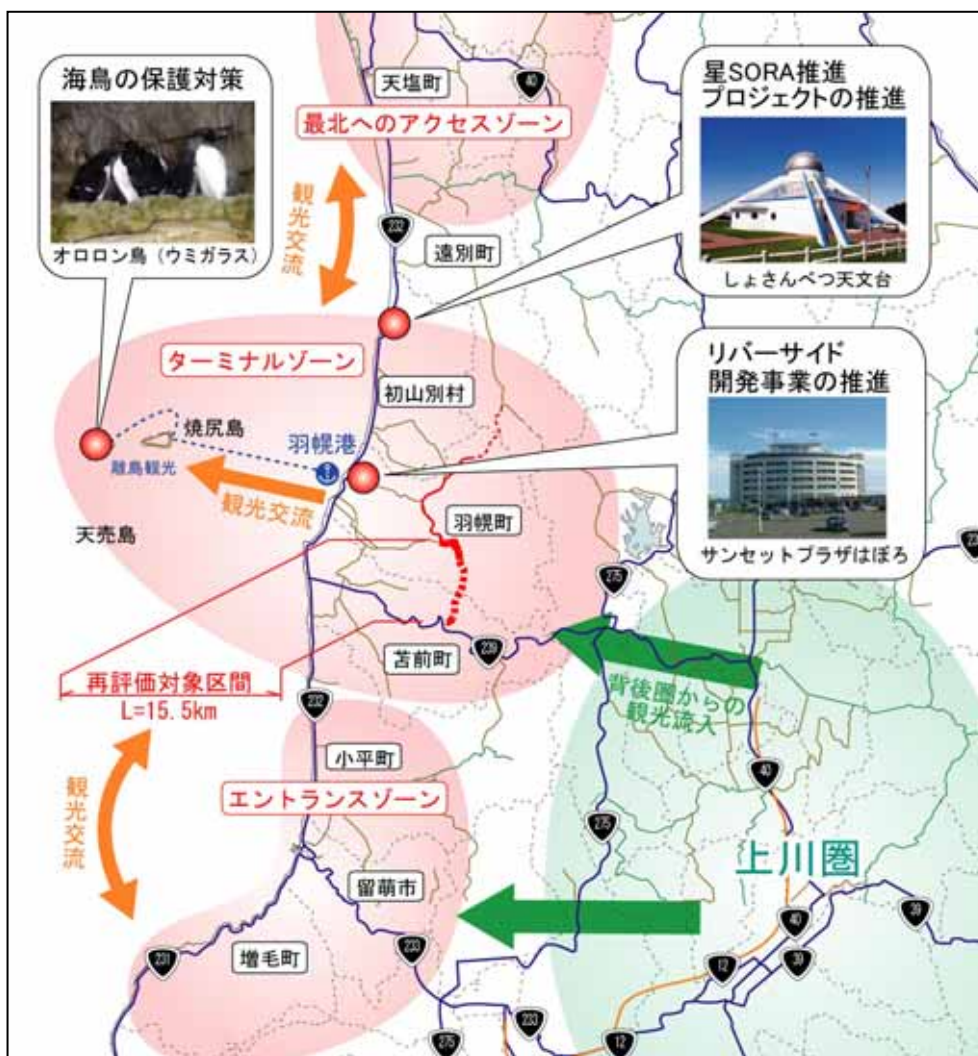 海鳥の保護対策
オロロン鳥（ウミガラス）
天塩町
40
最北へのアクセスゾーン
星SORA推進
プロジェクトの推進
しょさんべつ天文台
観光交流
232
遠別町
ターミナルゾーン
初山別村
リバーサイド
開発事業の推進
サンセットプラザはぼろ
焼尻島
羽幌港
離島観光
観光交流
天売島
羽幌町
275
苫前町
239
背後圏からの
観光流入
再評価対象区間
L=15.5km
232
小平町
エントランスゾーン
観光交流
40
275
上川圏
留萌市
40
39
231
増毛町
233
12
39
275
233
12